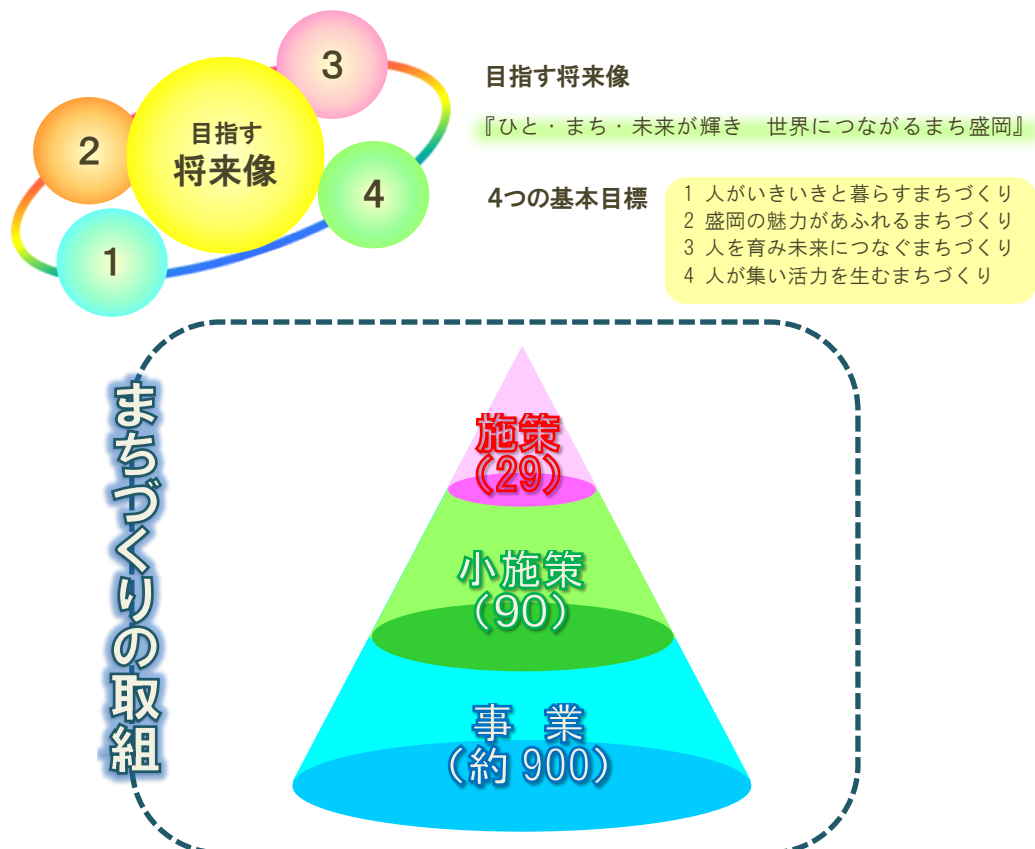 3
2
目指す
将来像
4
1
目指す将来像
『ひと・まち・未来が輝き　世界につながるまち盛岡』
4つの基本目標
1 人がいきいきと暮らすまちづくり
2 盛岡の魅力があふれるまちづくり
3 人を育み未来につなぐまちづくり
4 人が集い活力を生むまちづくり
まちづくりの取組
施策
（29）
小施策
（90）
事　業
（約 900）